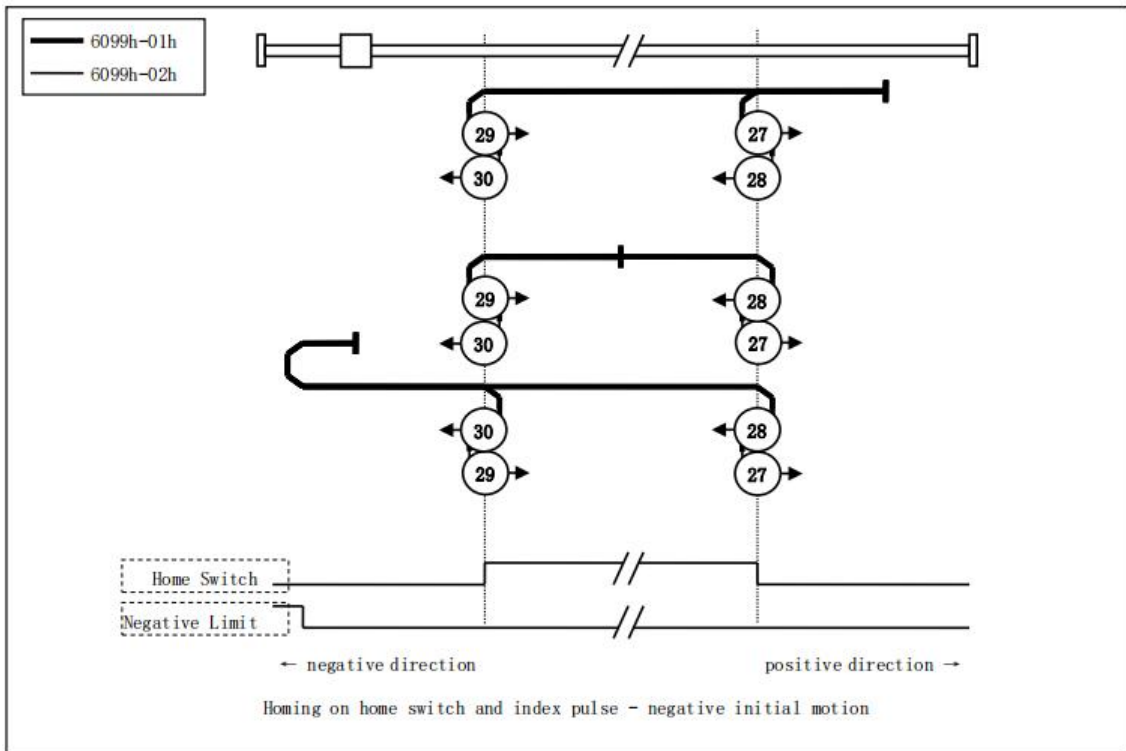 6099h-01h
6099h-02h
29 27
30 28
29 28
30 27
30 28
29 27
Home Switch
Negative Limit
← negative direction positive direction →
Homing on home switch and index pulse - negative initial motion